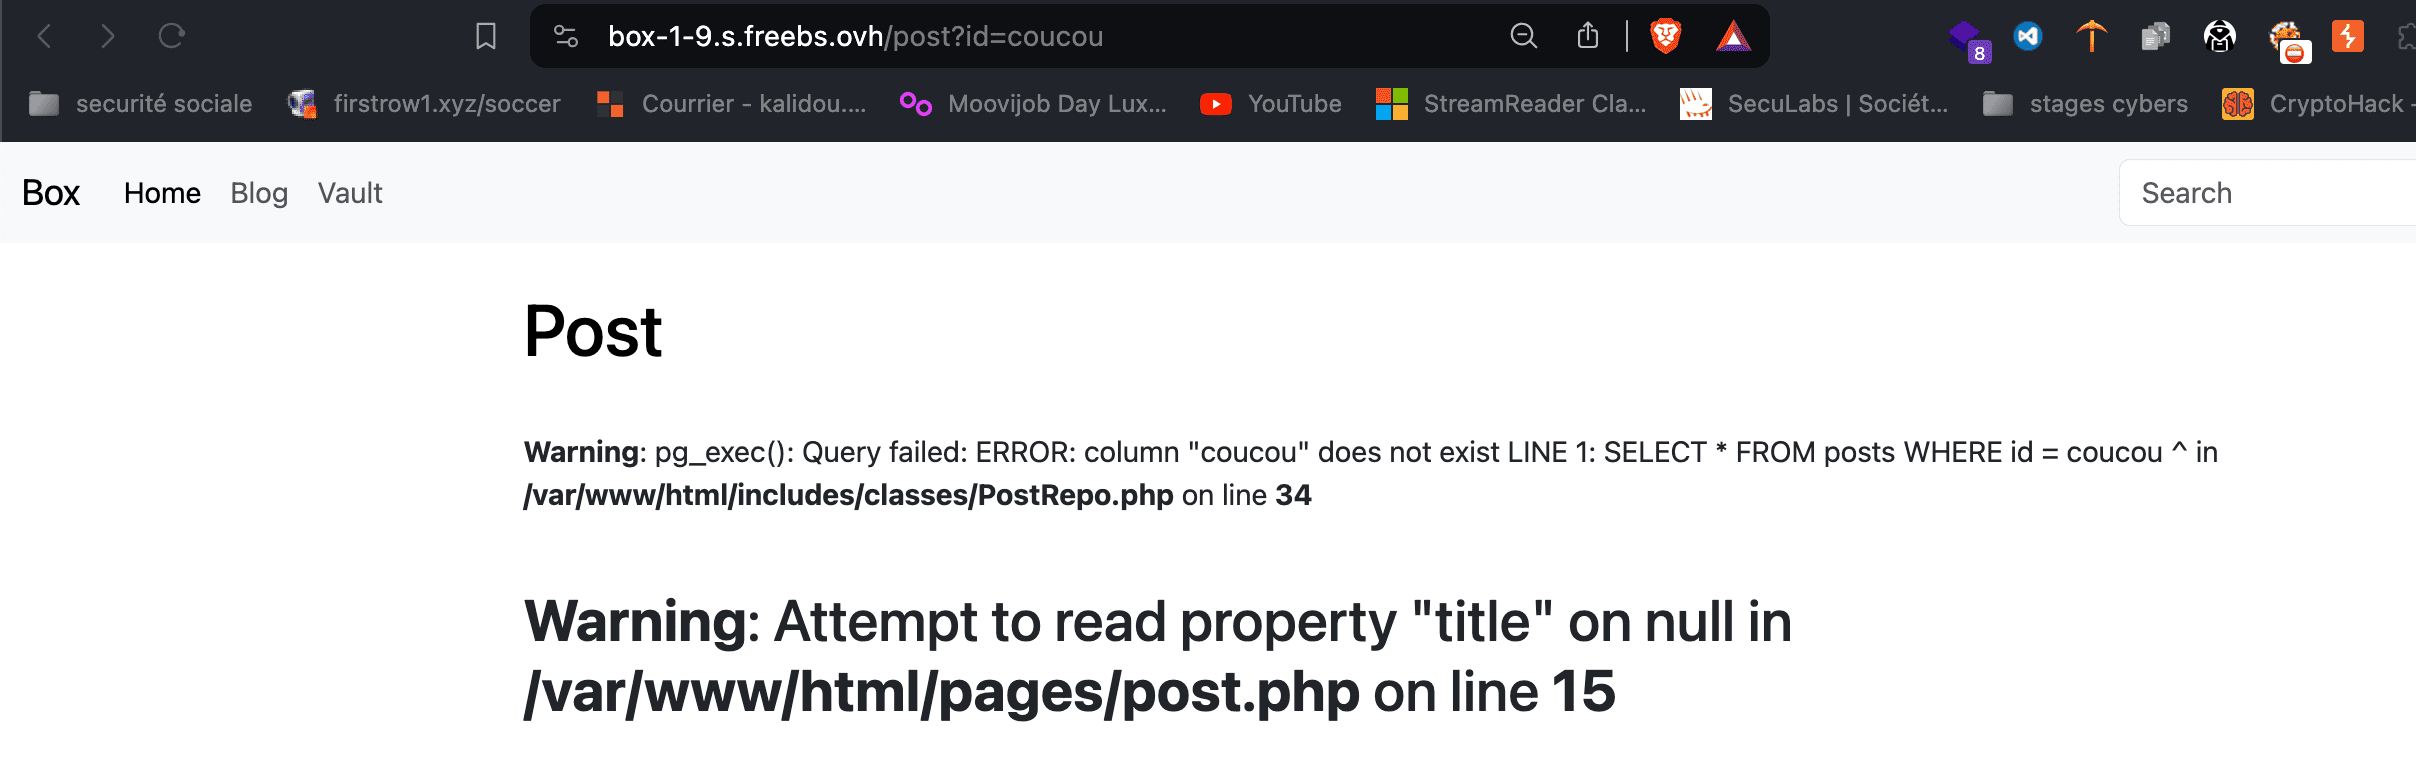 box-1-9.s.freebs.ovh/post?id=coucou
8
securité sociale
firstrow1.xyz/soccer
Courrier - kalidou....
Moovijob Day Lux...
YouTube
StreamReader Cla...
SecuLabs | Sociét...
stages cybers
CryptoHack -
Box
Home
Blog
Vault
Search
Post
Warning: pg_exec(): Query failed: ERROR: column "coucou" does not exist LINE 1: SELECT * FROM posts WHERE id = coucou ^ in
/var/www/html/includes/classes/PostRepo.php on line 34
Warning: Attempt to read property "title" on null in
/var/www/html/pages/post.php on line 15